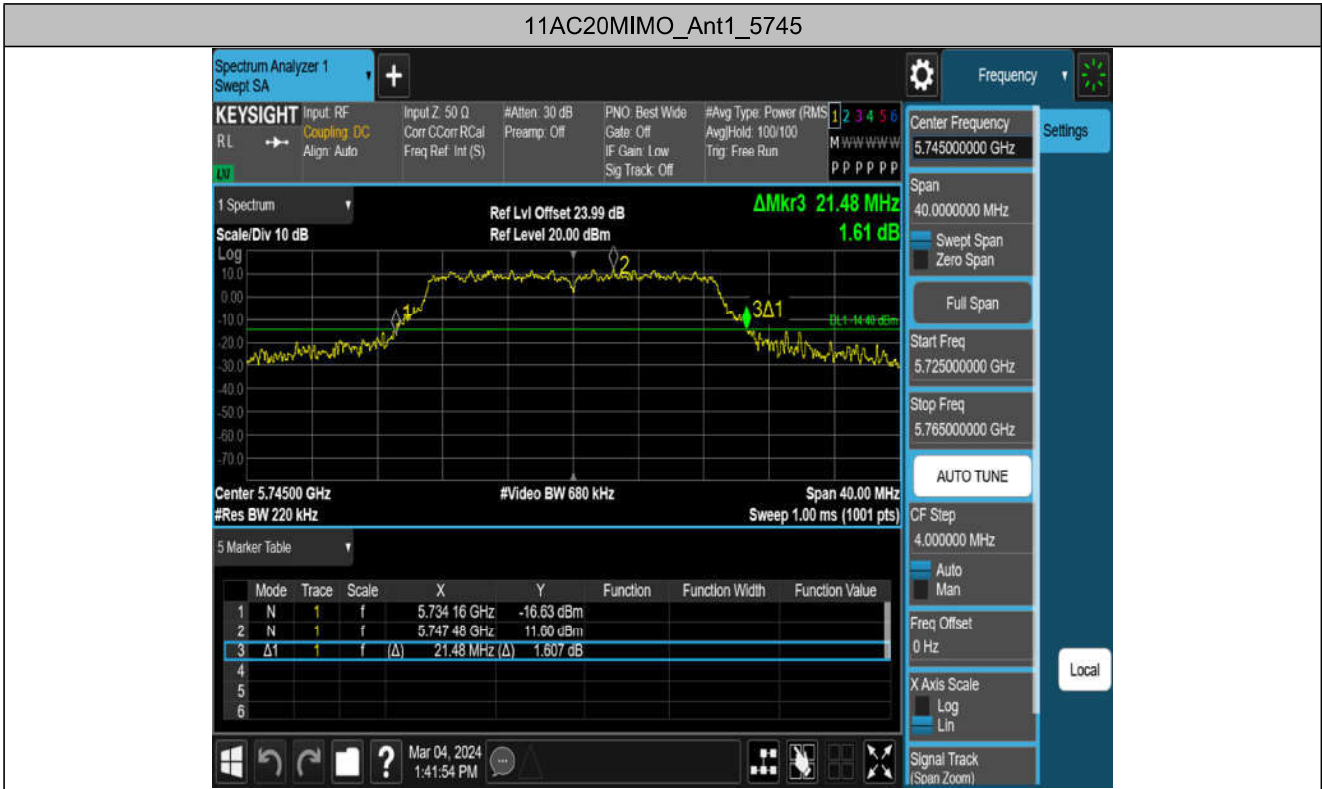 11AC20MIMO_Ant1_5745
Spectrum Analyzer 1
Swept SA
+
Frequency
KEYSIGHT
RL
LXI
Input: RF
Coupling: DC
Align: Auto
Input Z: 50 Ω
Corr CCorr RCal
Freq Ref: Int (S)
#Atten: 30 dB
Preamp: Off
PNO: Best Wide
Gate: Off
IF Gain: Low
Sig Track: Off
#Avg Type: Power (RMS
Avg|Hold: 100/100
Trig: Free Run
1 2 3 4 5 6
M W W W W W
P P P P P P
1 Spectrum
Scale/Div 10 dB
Ref Lvl Offset 23.99 dB
Ref Level 20.00 dBm
ΔMkr3 21.48 MHz
1.61 dB
Log
10.0
0.00
-10.0
-20.0
-30.0
-40.0
-50.0
-60.0
-70.0
1
2
3Δ1
DL1 -14.40 dBm
Center 5.74500 GHz
#Res BW 220 kHz
#Video BW 680 kHz
Span 40.00 MHz
Sweep 1.00 ms (1001 pts)
5 Marker Table
Mode Trace Scale X Y Function Function Width Function Value
1 N 1 f 5.734 16 GHz -16.63 dBm
2 N 1 f 5.747 48 GHz 11.60 dBm
3 Δ1 1 f (Δ) 21.48 MHz (Δ) 1.607 dB
4
5
6
Mar 04, 2024
1:41:54 PM
?
Center Frequency
5.745000000 GHz
Settings
Span
40.0000000 MHz
Swept Span
Zero Span
Full Span
Start Freq
5.725000000 GHz
Stop Freq
5.765000000 GHz
AUTO TUNE
CF Step
4.000000 MHz
Auto
Man
Freq Offset
0 Hz
X Axis Scale
Log
Lin
Local
Signal Track
(Span Zoom)